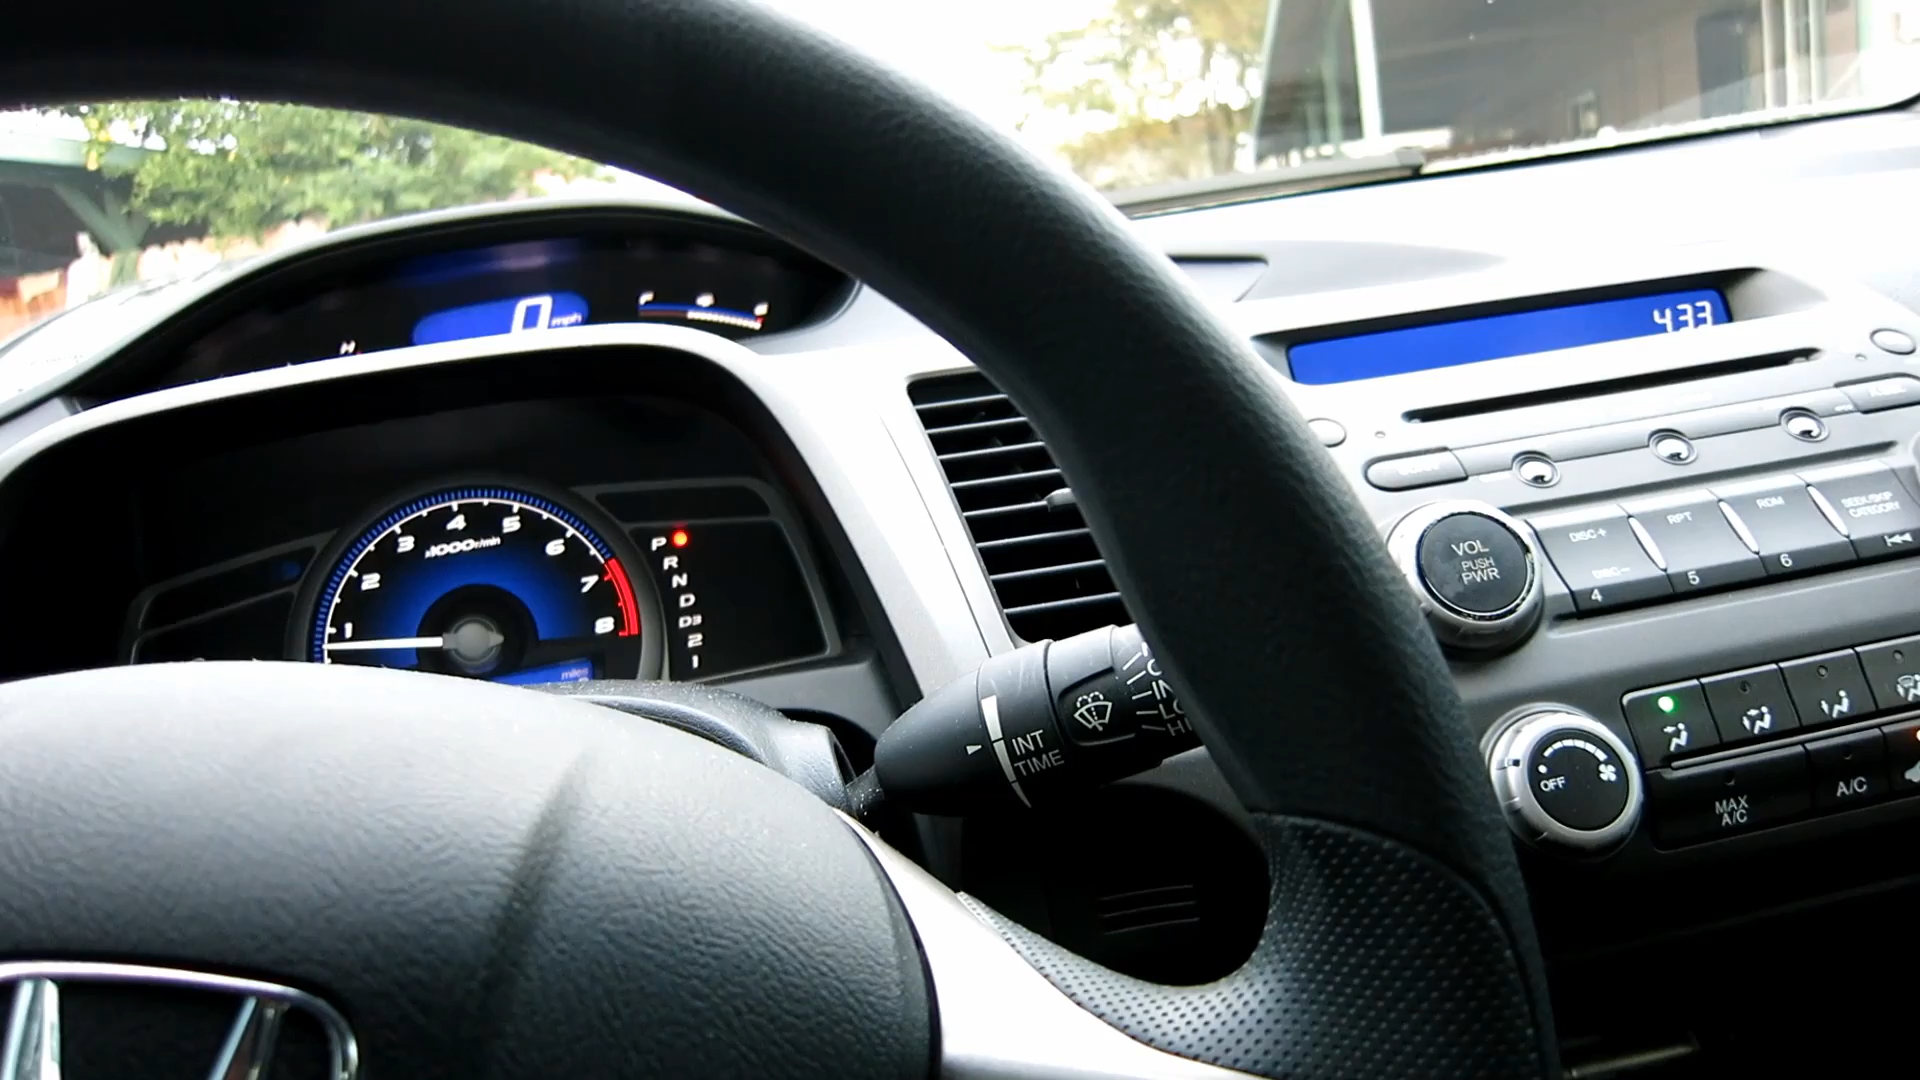 0 mph
H
4:33
1
2
3
4
5
6
7
8
x1000r/min
miles
P
R
N
D
D3
2
1
INT
TIME
VOL
PUSH
PWR
DISC+
DISC-
4
RPT
5
RDM
6
SEEK/SKIP
CATEGORY
OFF
MAX
A/C
A/C